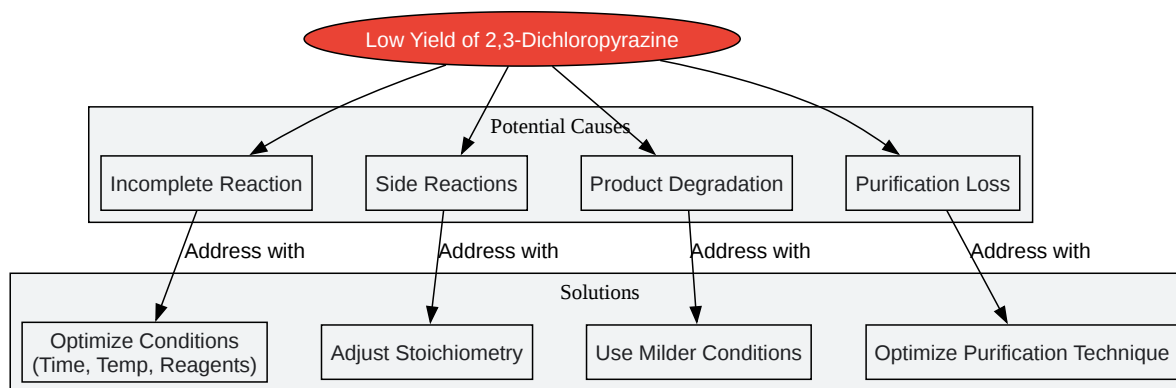 Low Yield of 2,3-Dichloropyrazine
Potential Causes
Incomplete Reaction
Side Reactions
Product Degradation
Purification Loss
Address with
Address with
Address with
Address with
Solutions
Optimize Conditions
(Time, Temp, Reagents)
Adjust Stoichiometry
Use Milder Conditions
Optimize Purification Technique